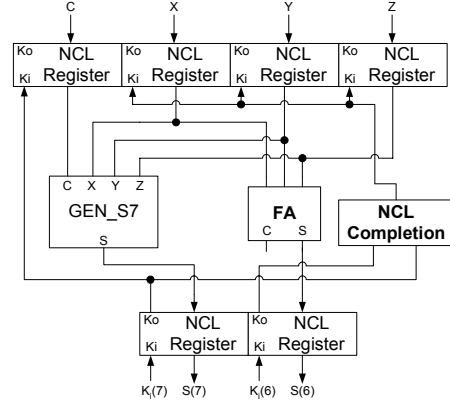 C X Y Z
Ko NCL NCL Ko NCL Ko NCL
Ki Register Ki Register Ki Register Ki Register
C X Y Z
GEN_S7
S
FA
C S
NCL
Completion
Ko NCL Ko NCL
Ki Register Ki Register
Ki(7) S(7) Ki(6) S(6)